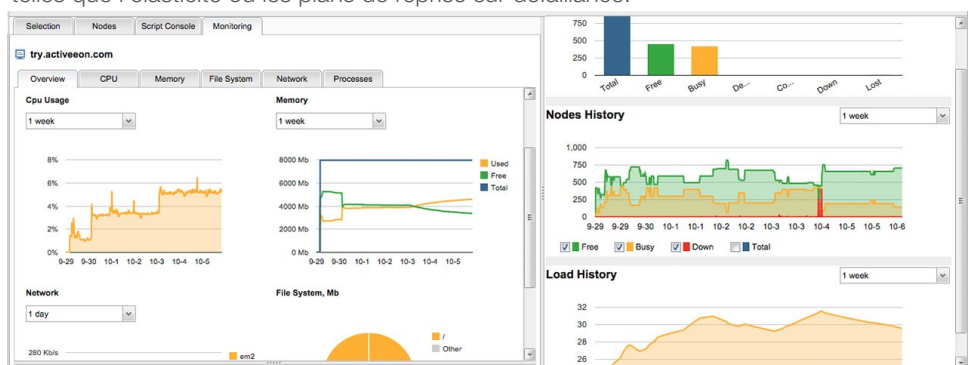 telles que l'élasticité ou les plans de reprise sur défaillance.
Selection Nodes Script Console Monitoring
try.activeeon.com
Overview CPU Memory File System Network Processes
Cpu Usage
1 week
8%
6%
4%
2%
0%
9-29 9-30 10-1 10-2 10-3 10-4 10-5
Memory
1 week
8000 Mb
6000 Mb
4000 Mb
2000 Mb
0 Mb
9-29 9-30 10-1 10-2 10-3 10-4 10-5
Used
Free
Total
Network
1 day
280 Kb/s
em2
File System, Mb
/
Other
750
500
250
0
Total Free Busy De... Co... Down Lost
Nodes History
1 week
1,000
750
500
250
0
9-29 9-30 10-1 10-2 10-2 10-3 10-4 10-5 10-6
Free Busy Down Total
Load History
1 week
32
30
28
26